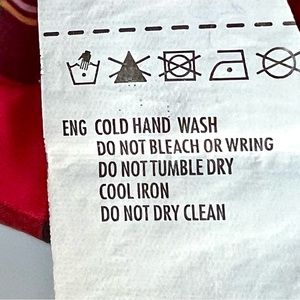 ENG COLD HAND WASH
DO NOT BLEACH OR WRING
DO NOT TUMBLE DRY
COOL IRON
DO NOT DRY CLEAN